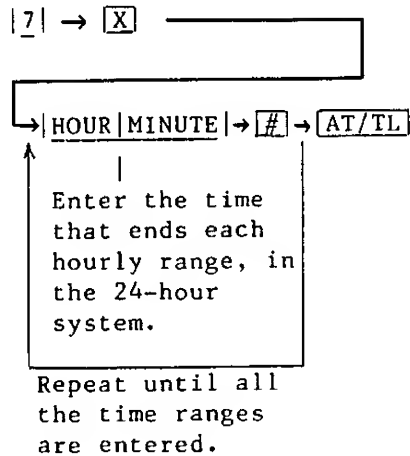 |7| → X
HOUR|MINUTE → # → AT/TL
Enter the time
that ends each
hourly range, in
the 24-hour
system.
Repeat until all
the time ranges
are entered.